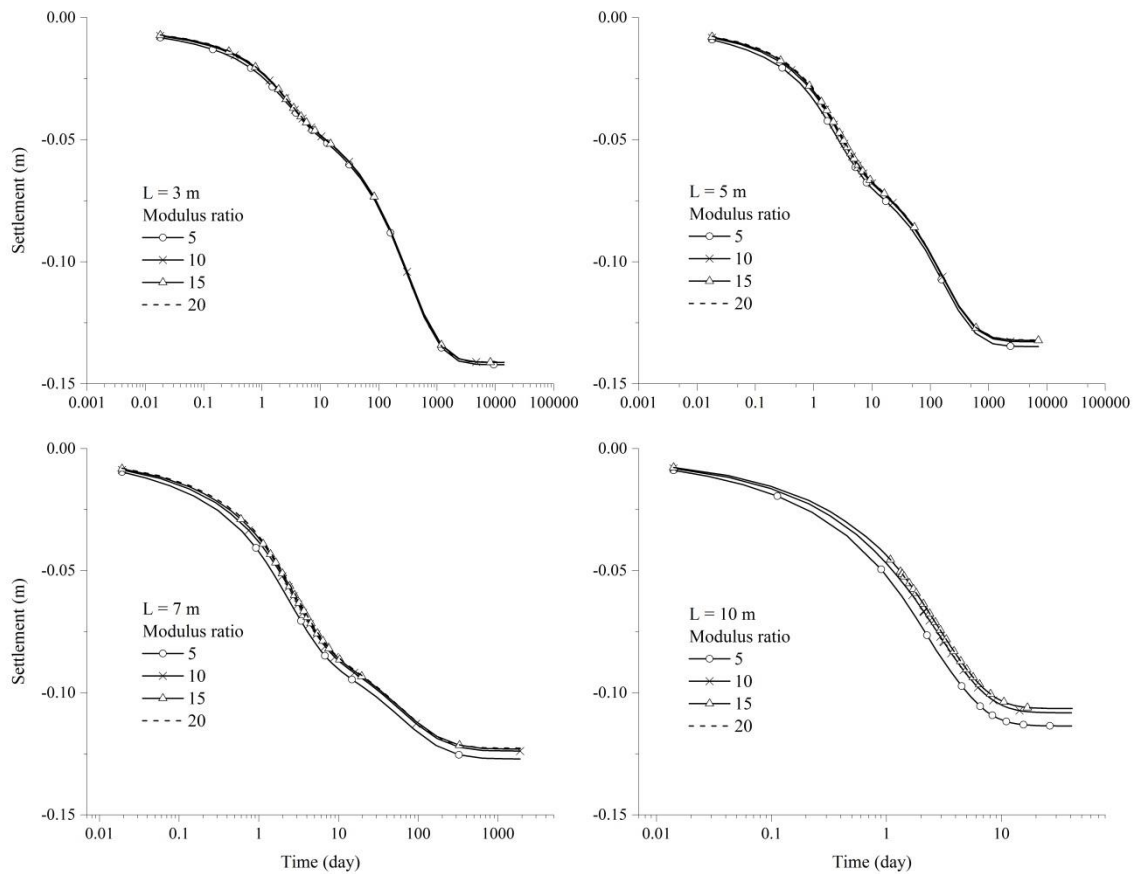 0.00
-0.05
-0.10
-0.15
Settlement (m)
L = 3 m
Modulus ratio
5
10
15
20
0.001 0.01 0.1 1 10 100 1000 10000 100000
0.00
-0.05
-0.10
-0.15
L = 5 m
Modulus ratio
5
10
15
20
0.001 0.01 0.1 1 10 100 1000 10000 100000
0.00
-0.05
-0.10
-0.15
Settlement (m)
L = 7 m
Modulus ratio
5
10
15
20
0.01 0.1 1 10 100 1000
Time (day)
0.00
-0.05
-0.10
-0.15
L = 10 m
Modulus ratio
5
10
15
20
0.01 0.1 1 10
Time (day)